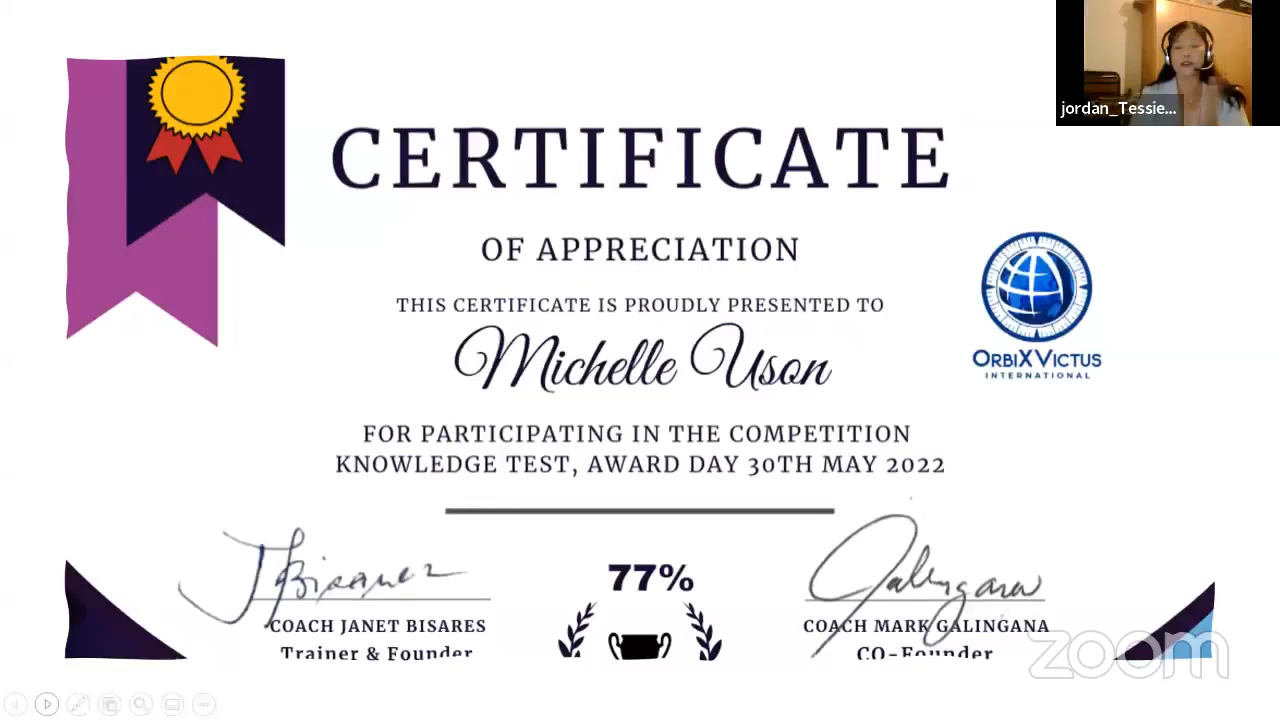 jordan_Tessie...
CERTIFICATE
OF APPRECIATION
THIS CERTIFICATE IS PROUDLY PRESENTED TO
Michelle Uson
ORBIXVICTUS
INTERNATIONAL
FOR PARTICIPATING IN THE COMPETITION
KNOWLEDGE TEST, AWARD DAY 30TH MAY 2022
JBisares
77%
Galingana
COACH JANET BISARES
COACH MARK GALINGANA
Trainer & Founder
CO-Founder
zoom